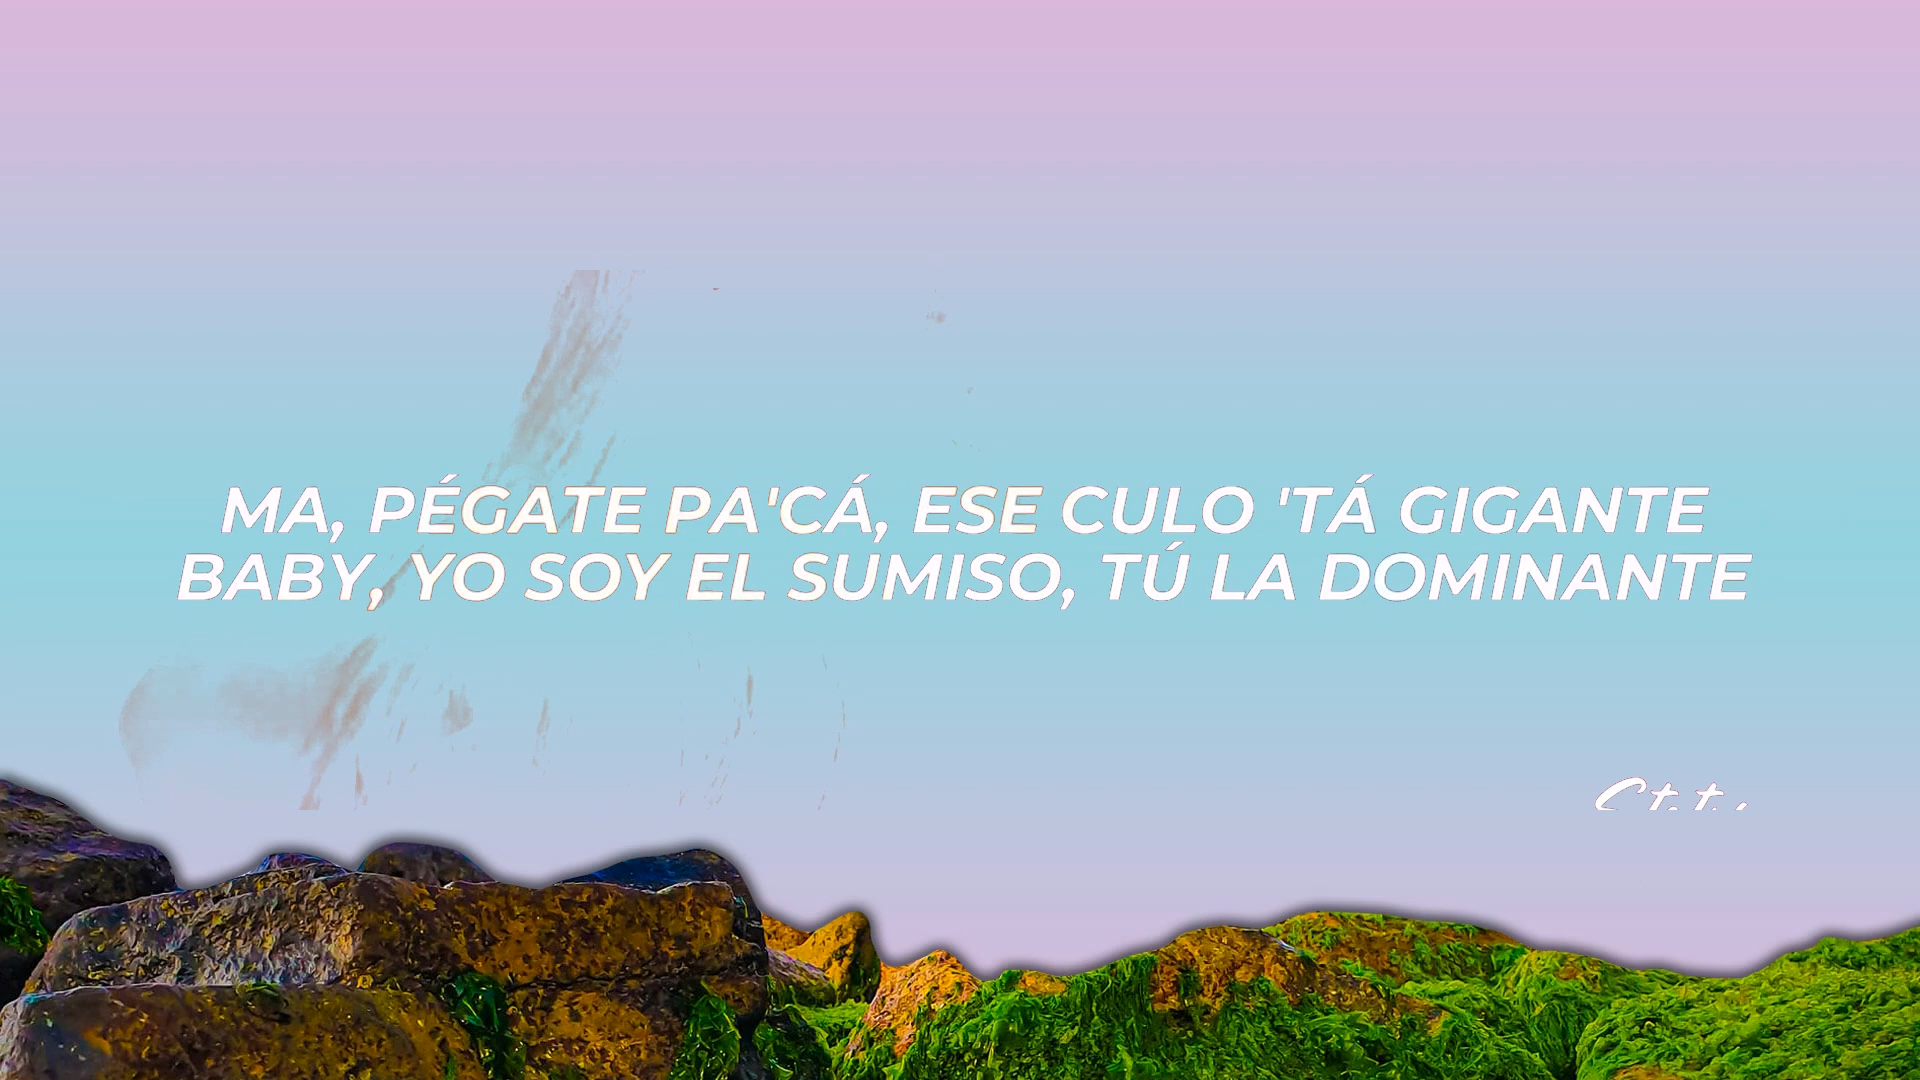 MA, PÉGATE PA'CÁ, ESE CULO 'TÁ GIGANTE
BABY, YO SOY EL SUMISO, TÚ LA DOMINANTE